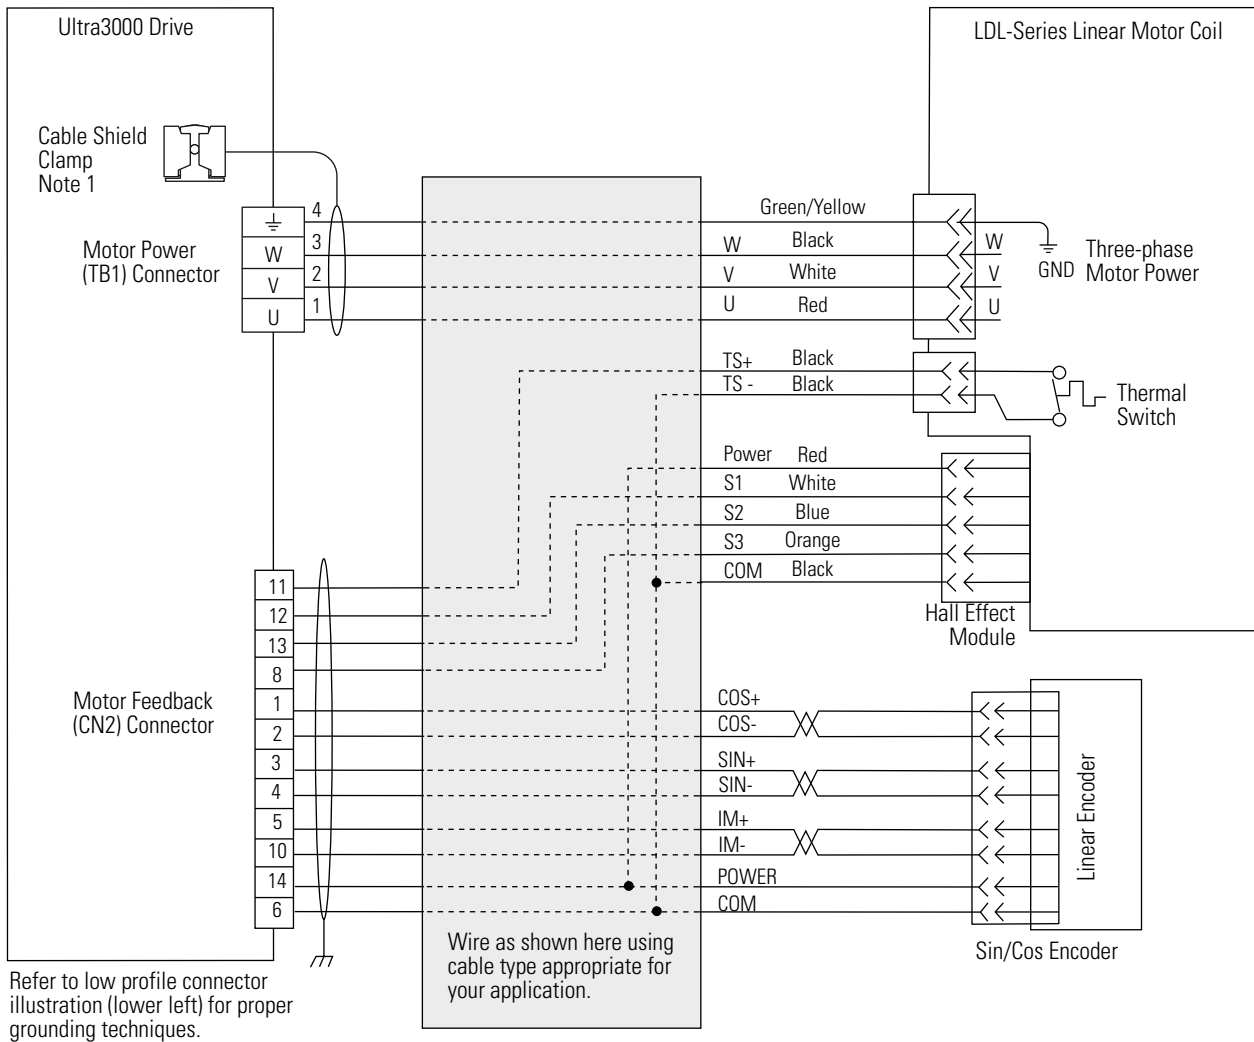 Ultra3000 Drive
LDL-Series Linear Motor Coil
Cable Shield
Clamp
Note 1
Motor Power
(TB1) Connector
4
W
3
V
2
U
1
Green/Yellow
W
Black
V
White
U
Red
W
V
U
GND
Three-phase
Motor Power
TS+
Black
TS -
Black
Thermal
Switch
Power
Red
S1
White
S2
Blue
S3
Orange
COM
Black
Hall Effect
Module
Motor Feedback
(CN2) Connector
11
12
13
8
1
2
3
4
5
10
14
6
COS+
COS-
SIN+
SIN-
IM+
IM-
POWER
COM
Linear Encoder
Sin/Cos Encoder
Wire as shown here using
cable type appropriate for
your application.
Refer to low profile connector
illustration (lower left) for proper
grounding techniques.